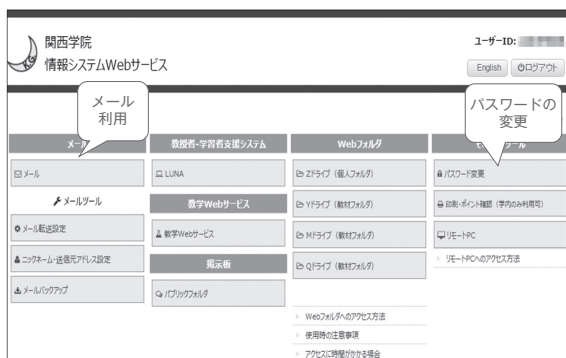 関西学院
情報システムWebサービス
ユーザーID:
English
ログアウト
メール
利用
パスワードの
変更
メール
教授者-学習者支援システム
Webフォルダ
ツール
メール
LUNA
Zドライブ (個人フォルダ)
パスワード変更
メールツール
教学Webサービス
Yドライブ (教材フォルダ)
印刷・ポイント確認 (学内のみ利用可)
メール転送設定
教学Webサービス
Mドライブ (教材フォルダ)
リモートPC
ニックネーム・送信元アドレス設定
掲示板
Qドライブ (教材フォルダ)
リモートPCへのアクセス方法
メールバックアップ
パブリックフォルダ
Webフォルダへのアクセス方法
使用時の注意事項
アクセスに時間がかかる場合